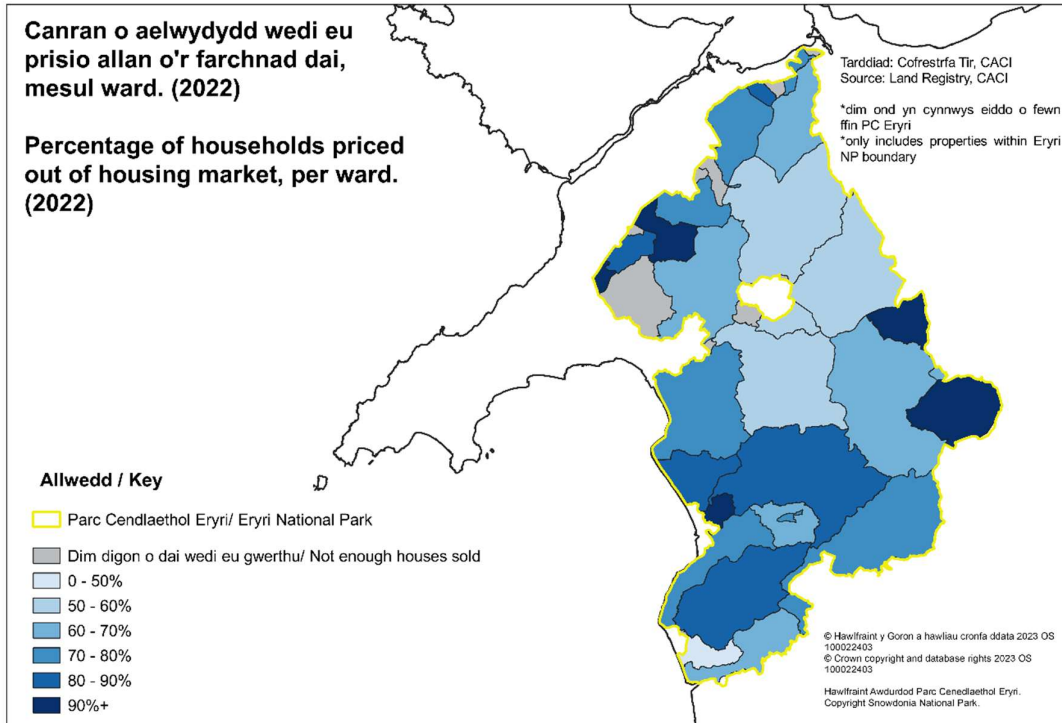 Canran o aelwydydd wedi eu
prisio allan o'r farchnad dai,
mesul ward. (2022)
Percentage of households priced
out of housing market, per ward.
(2022)
Tarddiad: Cofrestrfa Tir, CACI
Source: Land Registry, CACI
*dim ond yn cynnwys eiddo o fewn
ffin PC Eryri
*only includes properties within Eryri
NP boundary
Allwedd / Key
Parc Cendlaethol Eryri/ Eryri National Park
Dim digon o dai wedi eu gwerthu/ Not enough houses sold
0 - 50%
50 - 60%
60 - 70%
70 - 80%
80 - 90%
90%+
© Hawlfraint y Goron a hawliau cronfa ddata 2023 OS
100022403
© Crown copyright and database rights 2023 OS
100022403
Hawlfraint Awdurdod Parc Cenedlaethol Eryri.
Copyright Snowdonia National Park.